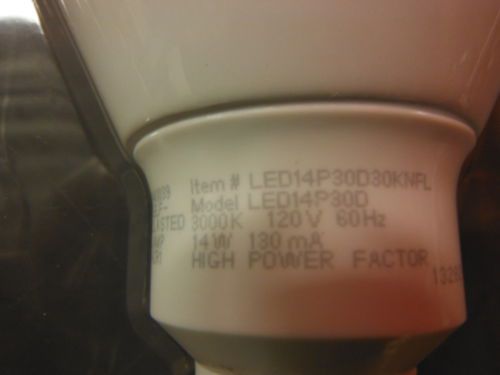 Item # LED14P30D30KNFL
Model LED14P30D
3000K 120V 60Hz
14W 130 mA
HIGH POWER FACTOR